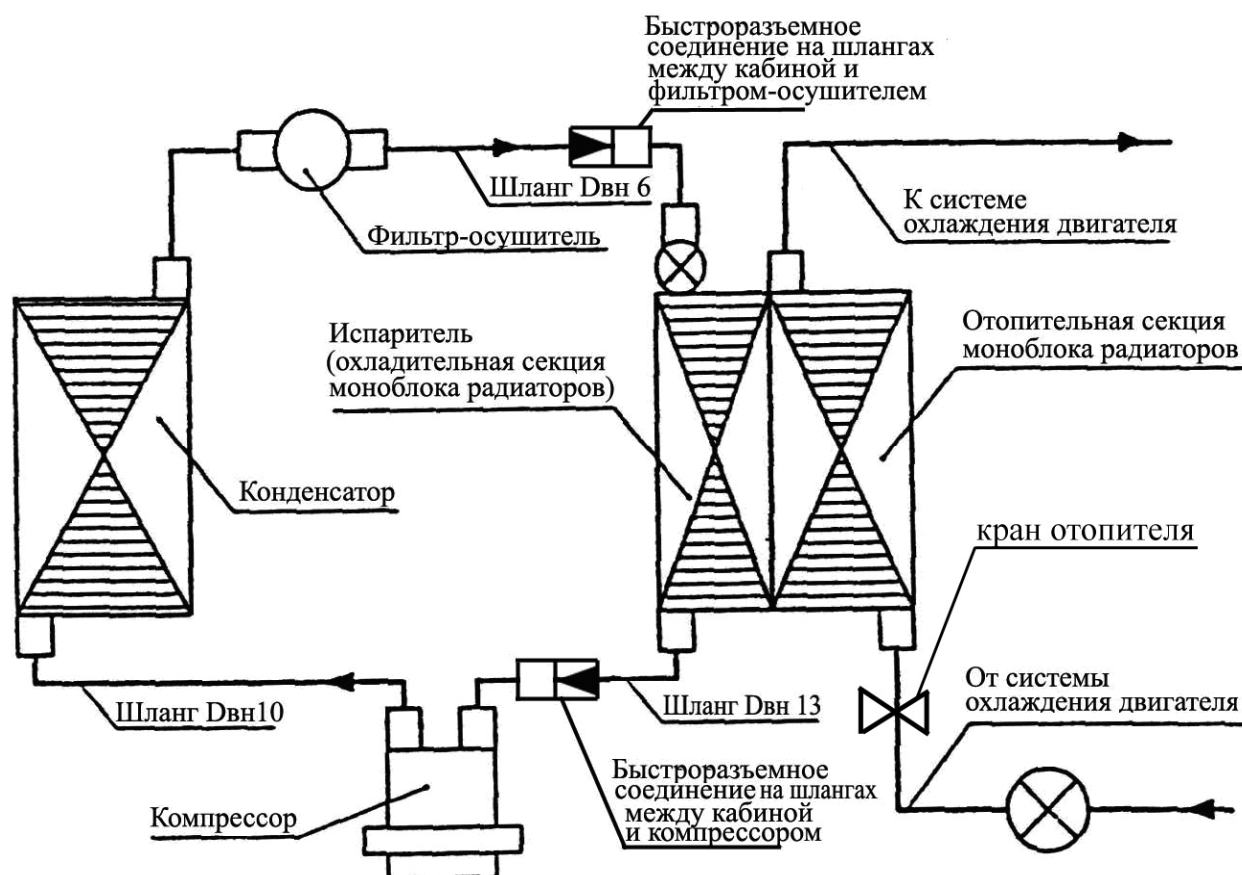 Быстроразъемное
соединение на шлангах
между кабиной и
фильтром-осушителем
Шланг Dвн 6
Фильтр-осушитель
К системе
охлаждения двигателя
Испаритель
(охладительная секция
моноблока радиаторов)
Отопительная секция
моноблока радиаторов
Конденсатор
кран отопителя
Шланг Dвн10
Шланг Dвн 13
От системы
охлаждения двигателя
Компрессор
Быстроразъемное
соединение на шлангах
между кабиной
и компрессором